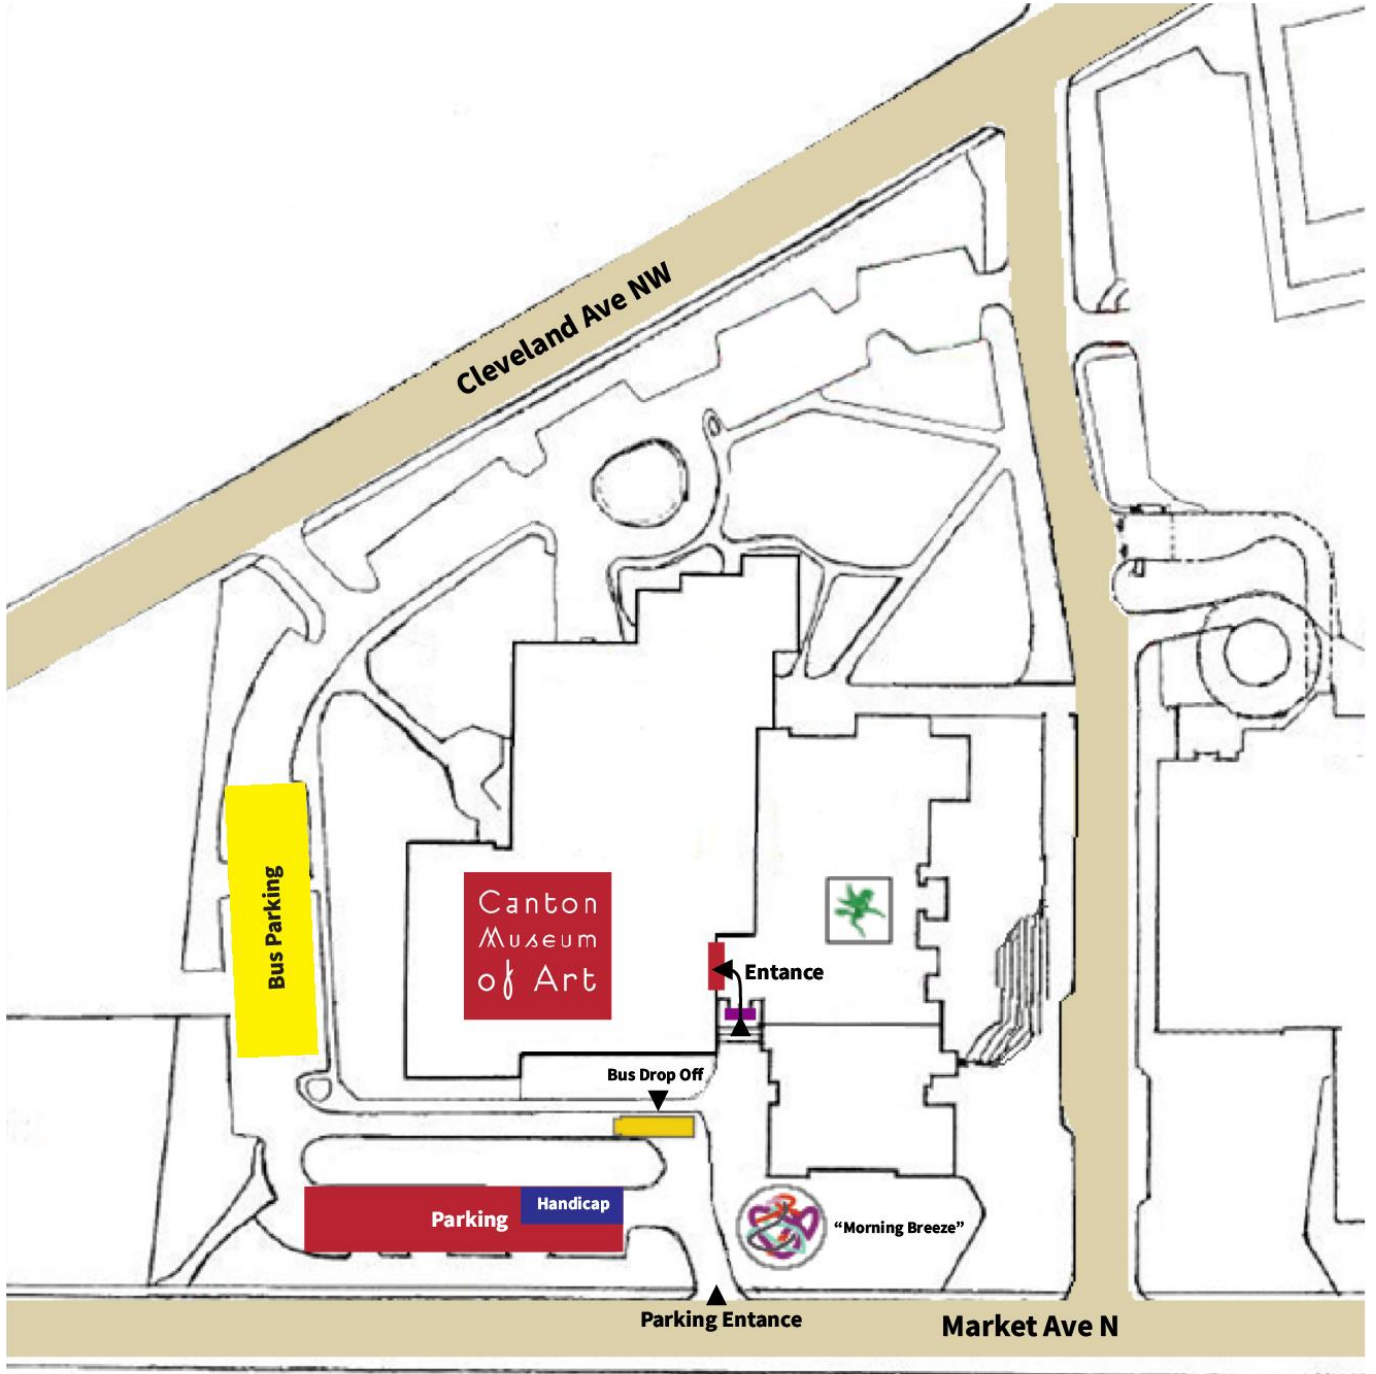 Cleveland Ave NW
Bus Parking
Canton
Museum
of Art
Entance
Bus Drop Off
Handicap
Parking
“Morning Breeze”
Parking Entance
Market Ave N